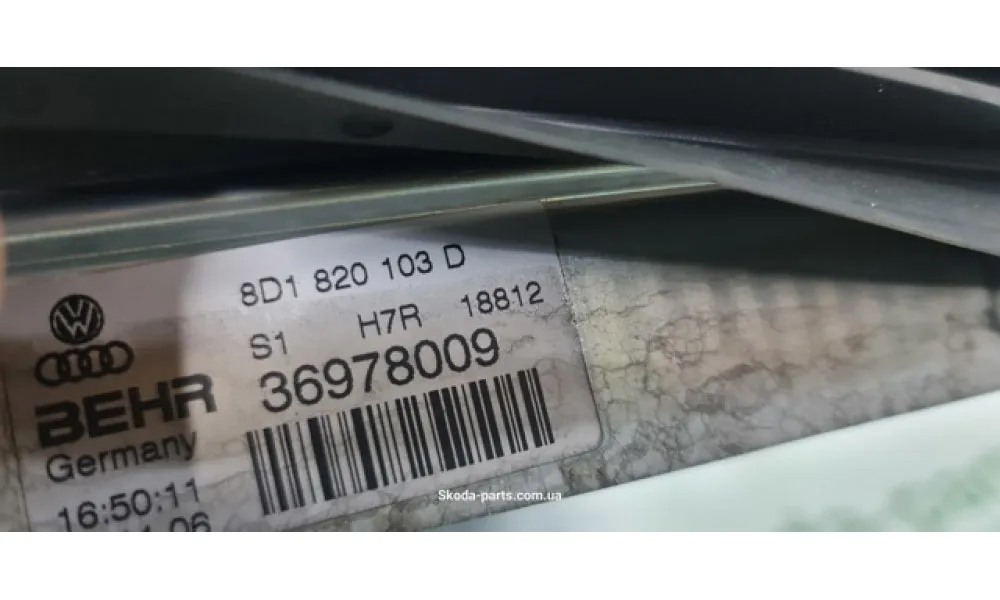 8D1 820 103 D
S1 H7R 18812
36978009
BEHR
Germany
16:50:11
Skoda-parts.com.ua